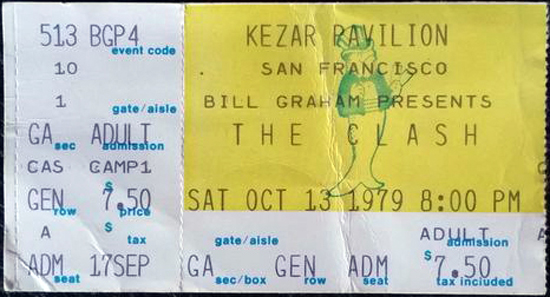 513 BGP4
event code
10
1
gate/aisle
GA ADULT
sec admission
CAS CAMP1
$
GEN 7.50
row price
A $
tax
ADM 17SEP
seat
KEZAR PAVILION
SAN FRANCISCO
BILL GRAHAM PRESENTS
THE CLASH
SAT OCT 13 1979 8:00 PM
gate/aisle ADULT A
admission
GA GEN ADM $7.50
sec/box row seat tax included